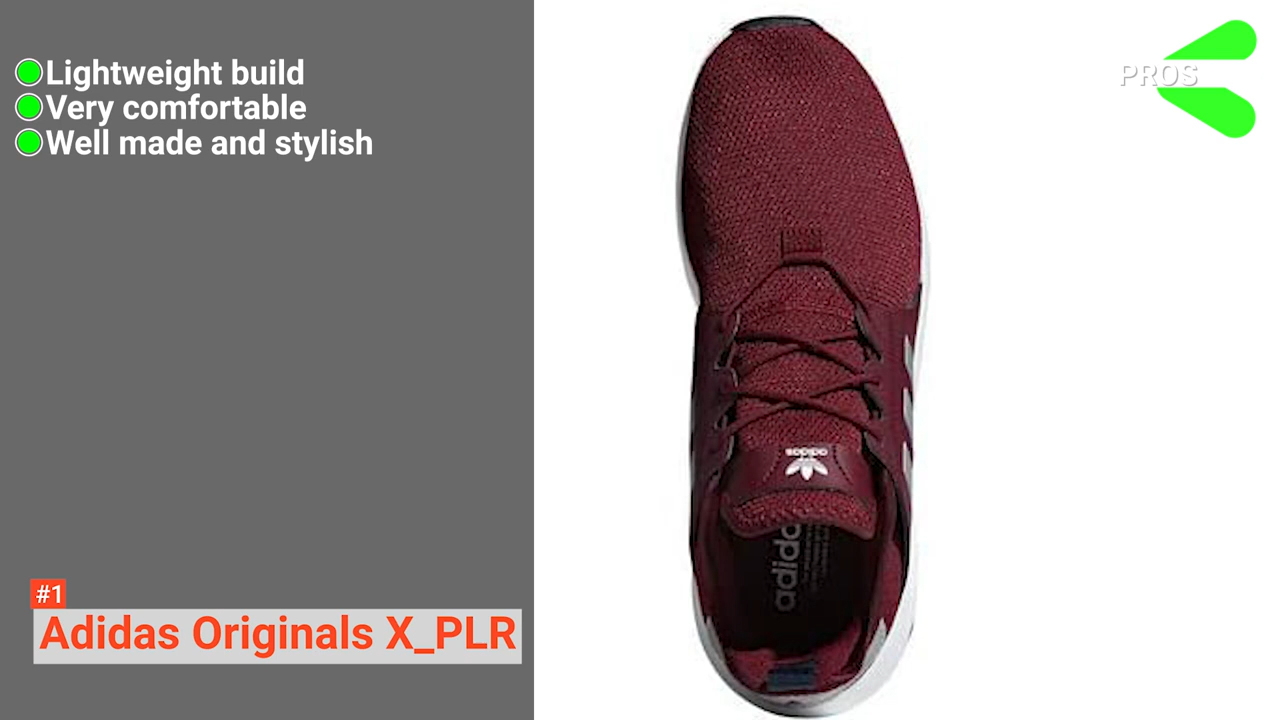 Lightweight build
Very comfortable
Well made and stylish
PROS
adidas
adidas
#1
Adidas Originals X_PLR